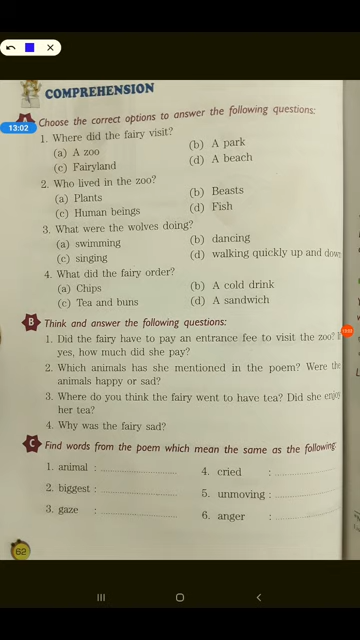 COMPREHENSION
A Choose the correct options to answer the following questions:
13:02
1. Where did the fairy visit?
(a) A zoo (b) A park
(c) Fairyland (d) A beach
2. Who lived in the zoo?
(a) Plants (b) Beasts
(c) Human beings (d) Fish
3. What were the wolves doing?
(a) swimming (b) dancing
(c) singing (d) walking quickly up and down
4. What did the fairy order?
(a) Chips (b) A cold drink
(c) Tea and buns (d) A sandwich
B Think and answer the following questions:
1. Did the fairy have to pay an entrance fee to visit the zoo? If
yes, how much did she pay?
2. Which animals has she mentioned in the poem? Were the
animals happy or sad?
3. Where do you think the fairy went to have tea? Did she enjoy
her tea?
4. Why was the fairy sad?
C Find words from the poem which mean the same as the following:
1. animal : ........................ 4. cried : ........................
2. biggest : ........................ 5. unmoving : ........................
3. gaze : ........................ 6. anger : ........................
62